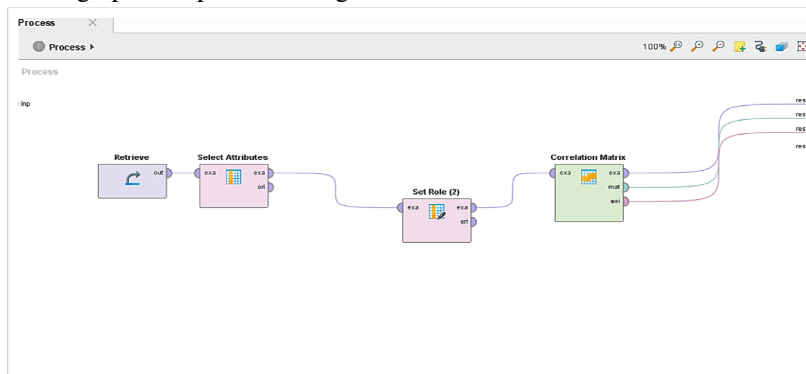 Process
Process
100%
Process
inp
res
res
res
res
Retrieve
out
Select Attributes
exa
exa
ori
Set Role (2)
exa
exa
ori
Correlation Matrix
exa
exa
mat
wei